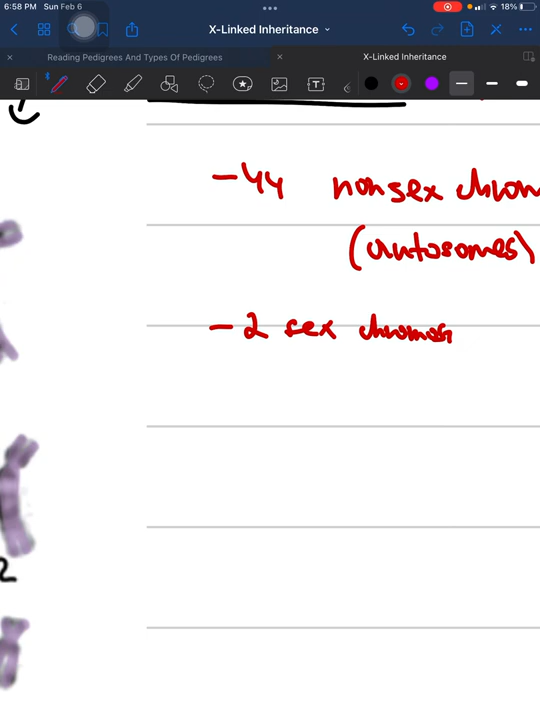 6:58 PM Sun Feb 6
18%
X-Linked Inheritance
Reading Pedigrees And Types Of Pedigrees
X-Linked Inheritance
T
-44 nonsex chrom
(autosomes)
-2 sex chromos
2